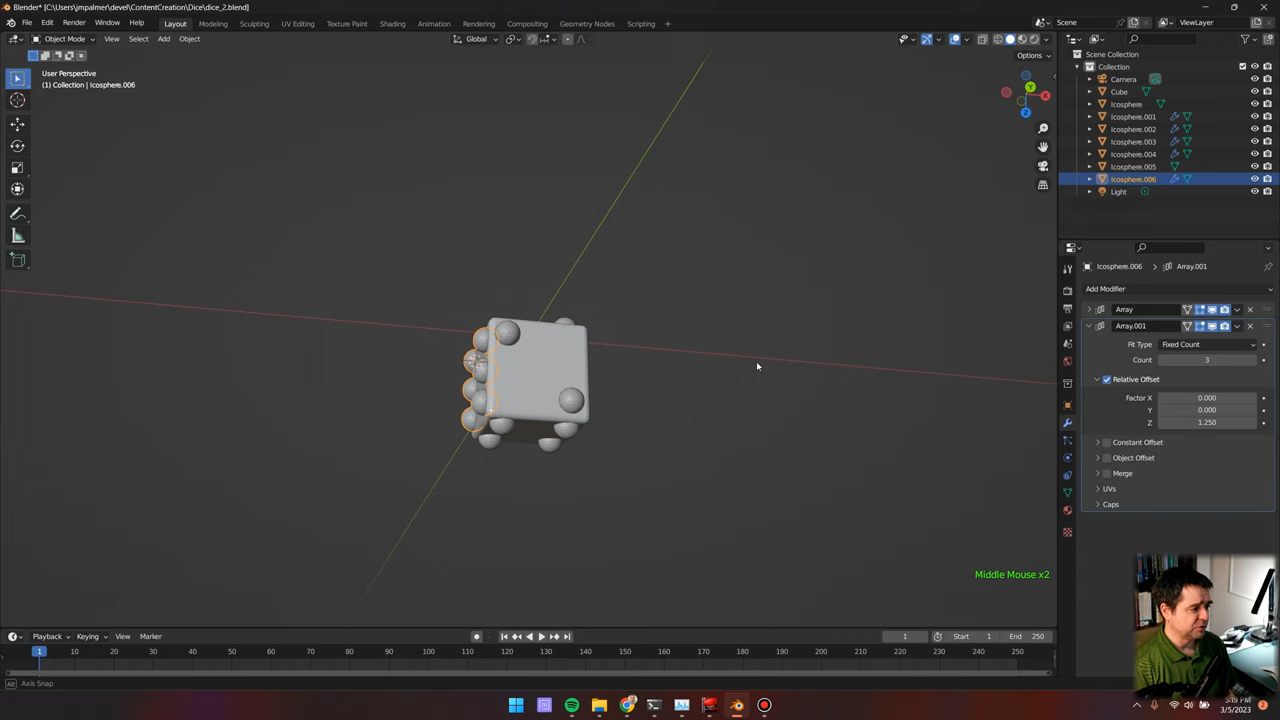 Blender* [C:\Users\jmpalmer\devel\ContentCreation\Dice\dice_2.blend]
File Edit Render Window Help Layout Modeling Sculpting UV Editing Texture Paint Shading Animation Rendering Compositing Geometry Nodes Scripting + Scene ViewLayer
Object Mode View Select Add Object Global
Options
User Perspective
(1) Collection | Icosphere.006
Y
X
Z
Scene Collection
Collection
Camera
Cube
Icosphere
Icosphere.001
Icosphere.002
Icosphere.003
Icosphere.004
Icosphere.005
Icosphere.006
Light
Icosphere.006 > Array.001
Add Modifier
Array
Array.001
Fit Type Fixed Count
Count 3
Relative Offset
Factor X 0.000
Y 0.000
Z 1.250
Constant Offset
Object Offset
Merge
UVs
Caps
Middle Mouse x2
Playback Keying View Marker 1 Start 1 End 250
1 10 20 30 40 50 60 70 80 90 100 110 120 130 140 150 160 170 180 190 200 210 220 230 240 250
Alt Axis Snap
5:19 PM
3/5/2023
2